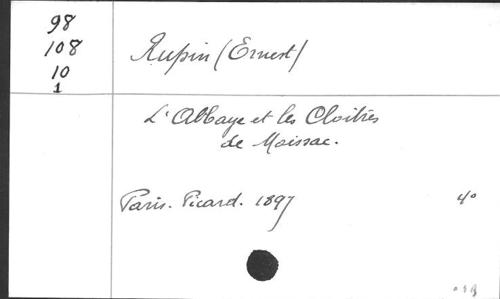 98
108
10
1
Rupin (Ernest)
L'Abbaye et les Cloîtres
de Moissac.
Paris. Picard. 1897
4°